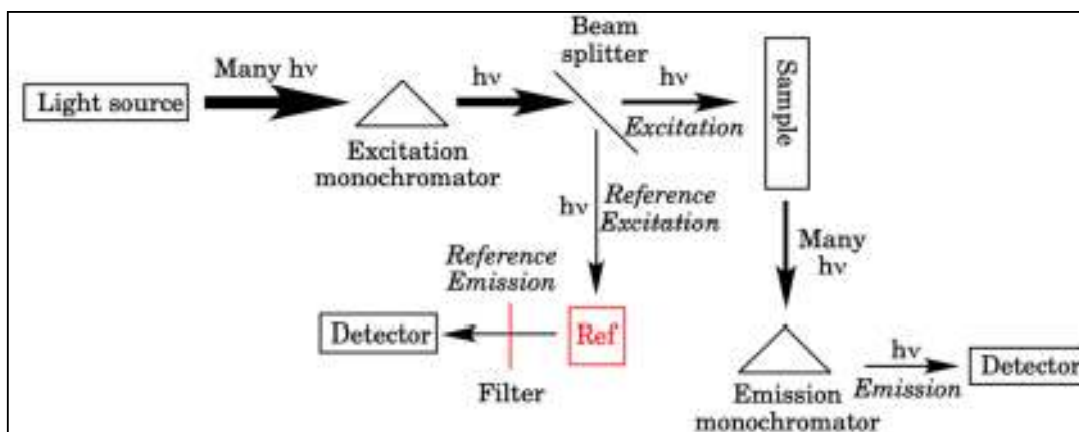 Light source
Many hν
Excitation
monochromator
hν
Beam
splitter
hν
Excitation
Sample
hν
Reference
Excitation
Many
hν
Reference
Emission
Detector
Filter
Ref
Emission
monochromator
hν
Emission
Detector